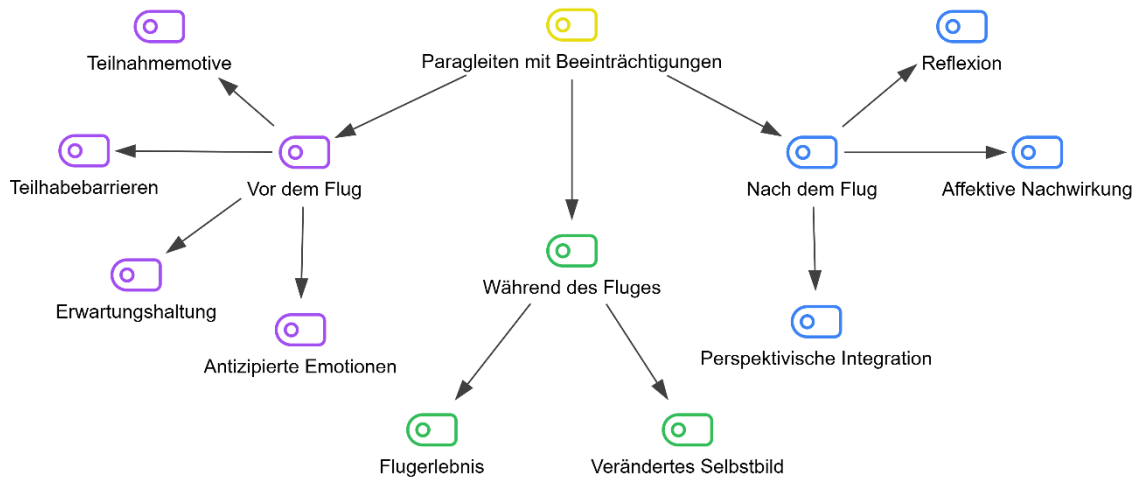 Teilnahmemotive
Paragleiten mit Beeinträchtigungen
Reflexion
Teilhabebarrieren
Vor dem Flug
Nach dem Flug
Affektive Nachwirkung
Während des Fluges
Erwartungshaltung
Antizipierte Emotionen
Perspektivische Integration
Flugerlebnis
Verändertes Selbstbild